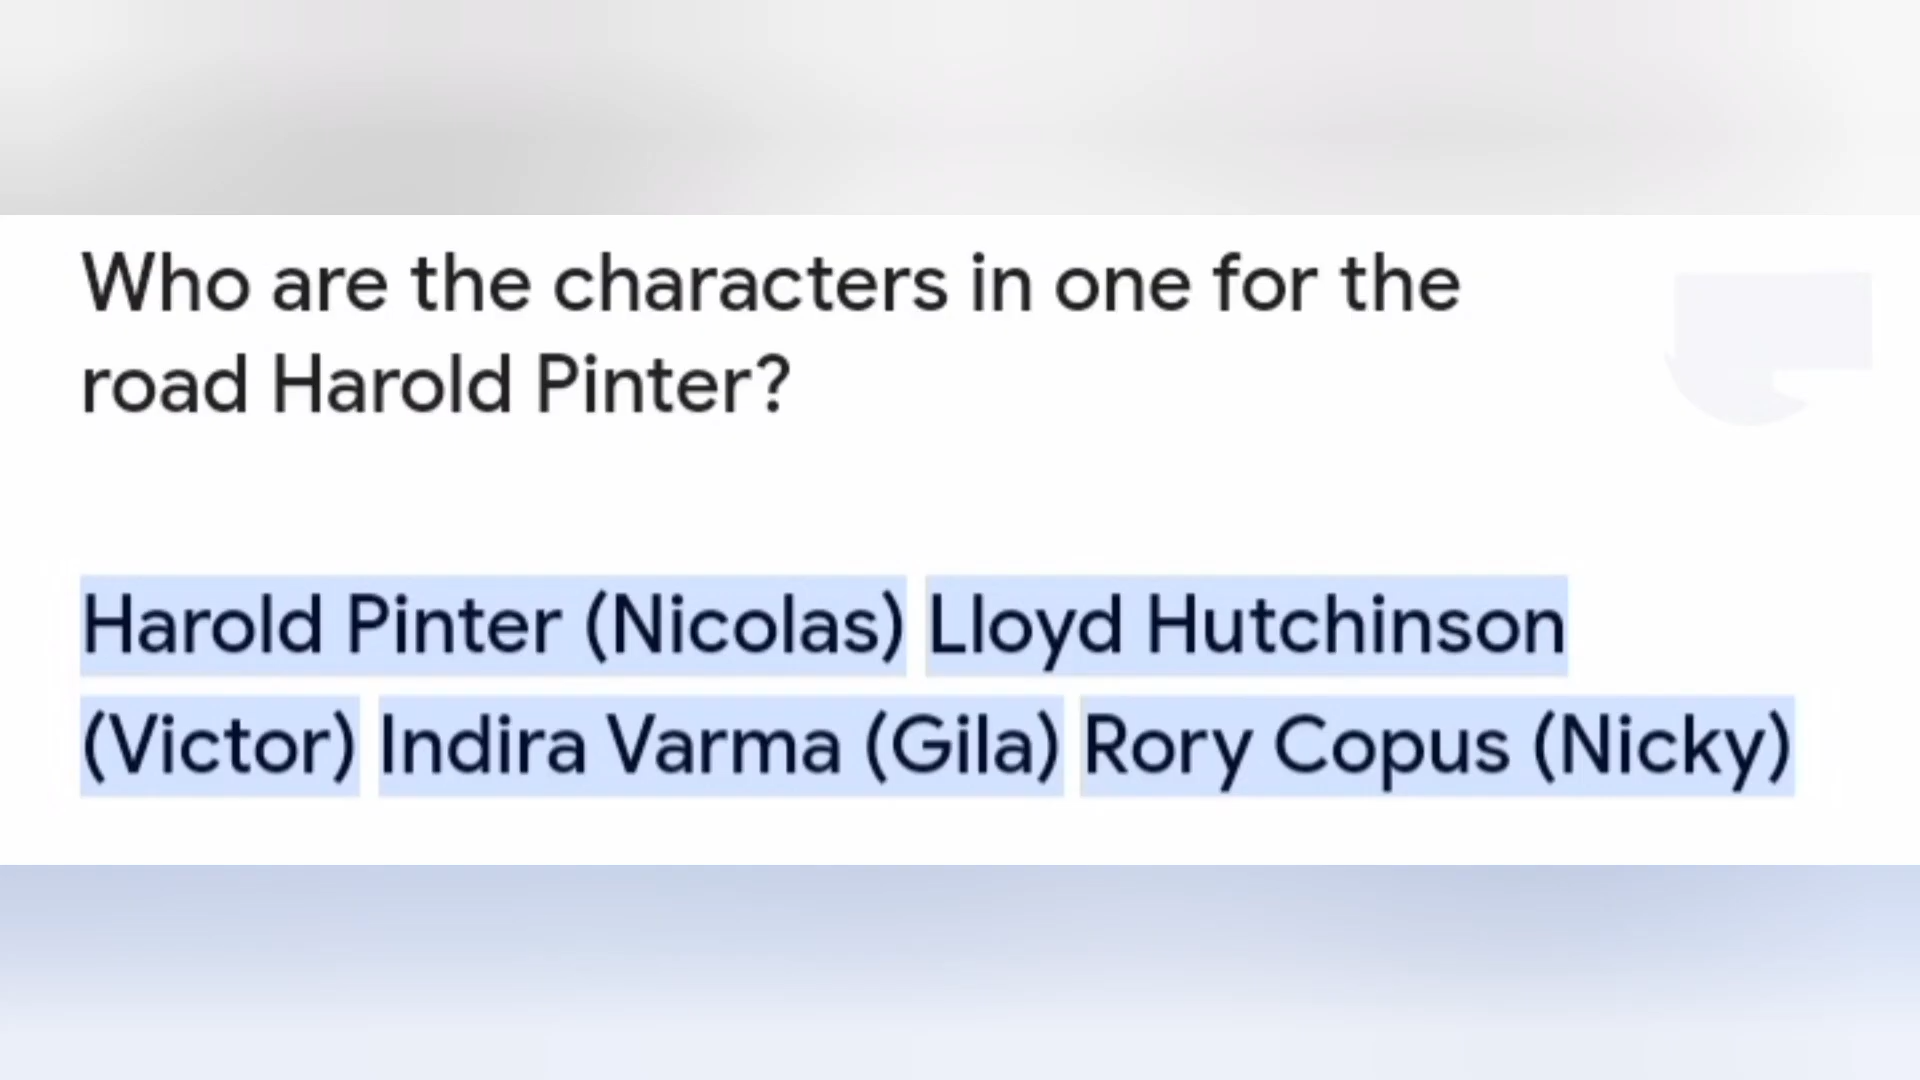 Who are the characters in one for the
road Harold Pinter?
Harold Pinter (Nicolas) Lloyd Hutchinson
(Victor) Indira Varma (Gila) Rory Copus (Nicky)